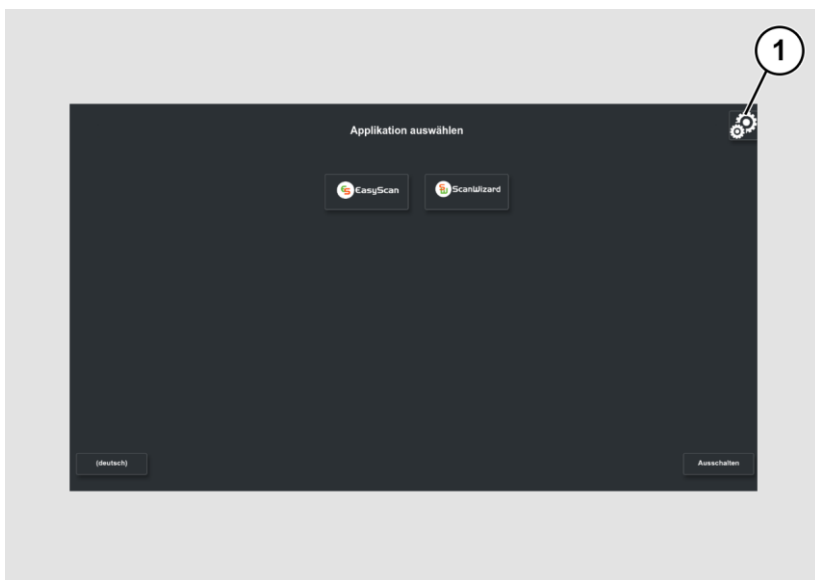 1
Applikation auswählen
EasyScan
ScanWizard
(deutsch)
Ausschalten